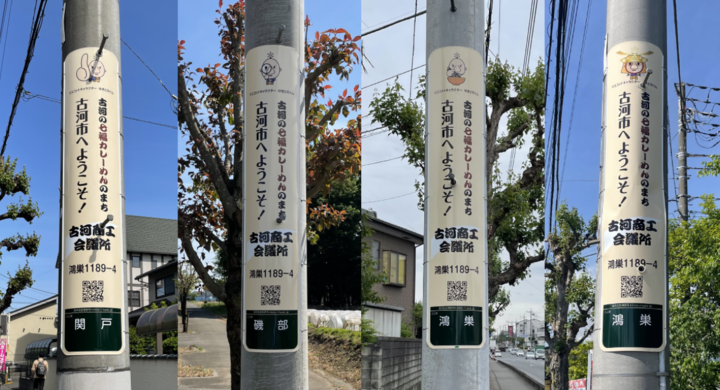 古河の七福カレーめんのまち
古河市へようこそ!
古河商工
会議所
鴻巣1189-4
関戸
古河の七福カレーめんのまち
古河市へようこそ!
古河商工
会議所
鴻巣1189-4
磯部
古河の七福カレーめんのまち
古河市へようこそ!
古河商工
会議所
鴻巣1189-4
鴻巣
古河の七福カレーめんのまち
古河市へようこそ!
古河商工
会議所
鴻巣1189-4
鴻巣